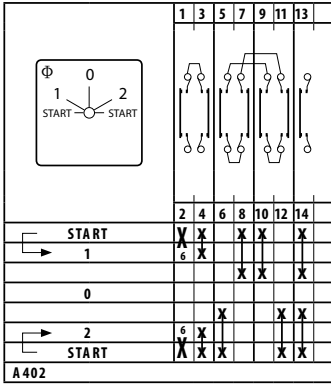 1 3 5 7 9 11 13
Φ
0
1 2
START START
2 4 6 8 10 12 14
START X X X X X
1 6 X
X X X
0
X X X
2 6 X
START X X X X X
A402